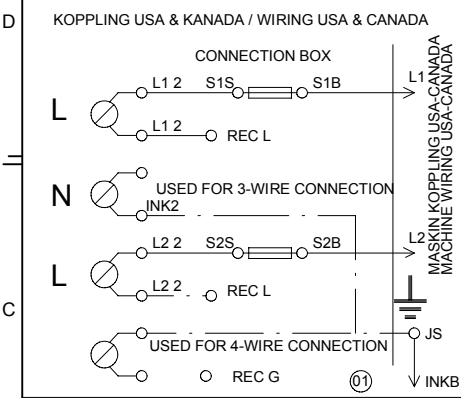 D
KOPPLING USA & KANADA / WIRING USA & CANADA
CONNECTION BOX
L
L1 2
S1S
S1B
L1
L1 2
REC L
MASKIN KOPPLING USA-CANADA
MACHINE WIRING USA-CANADA
N
USED FOR 3-WIRE CONNECTION
INK2
L
L2 2
S2S
S2B
L2
L2 2
REC L
C
USED FOR 4-WIRE CONNECTION
JS
REC G
01
INKB